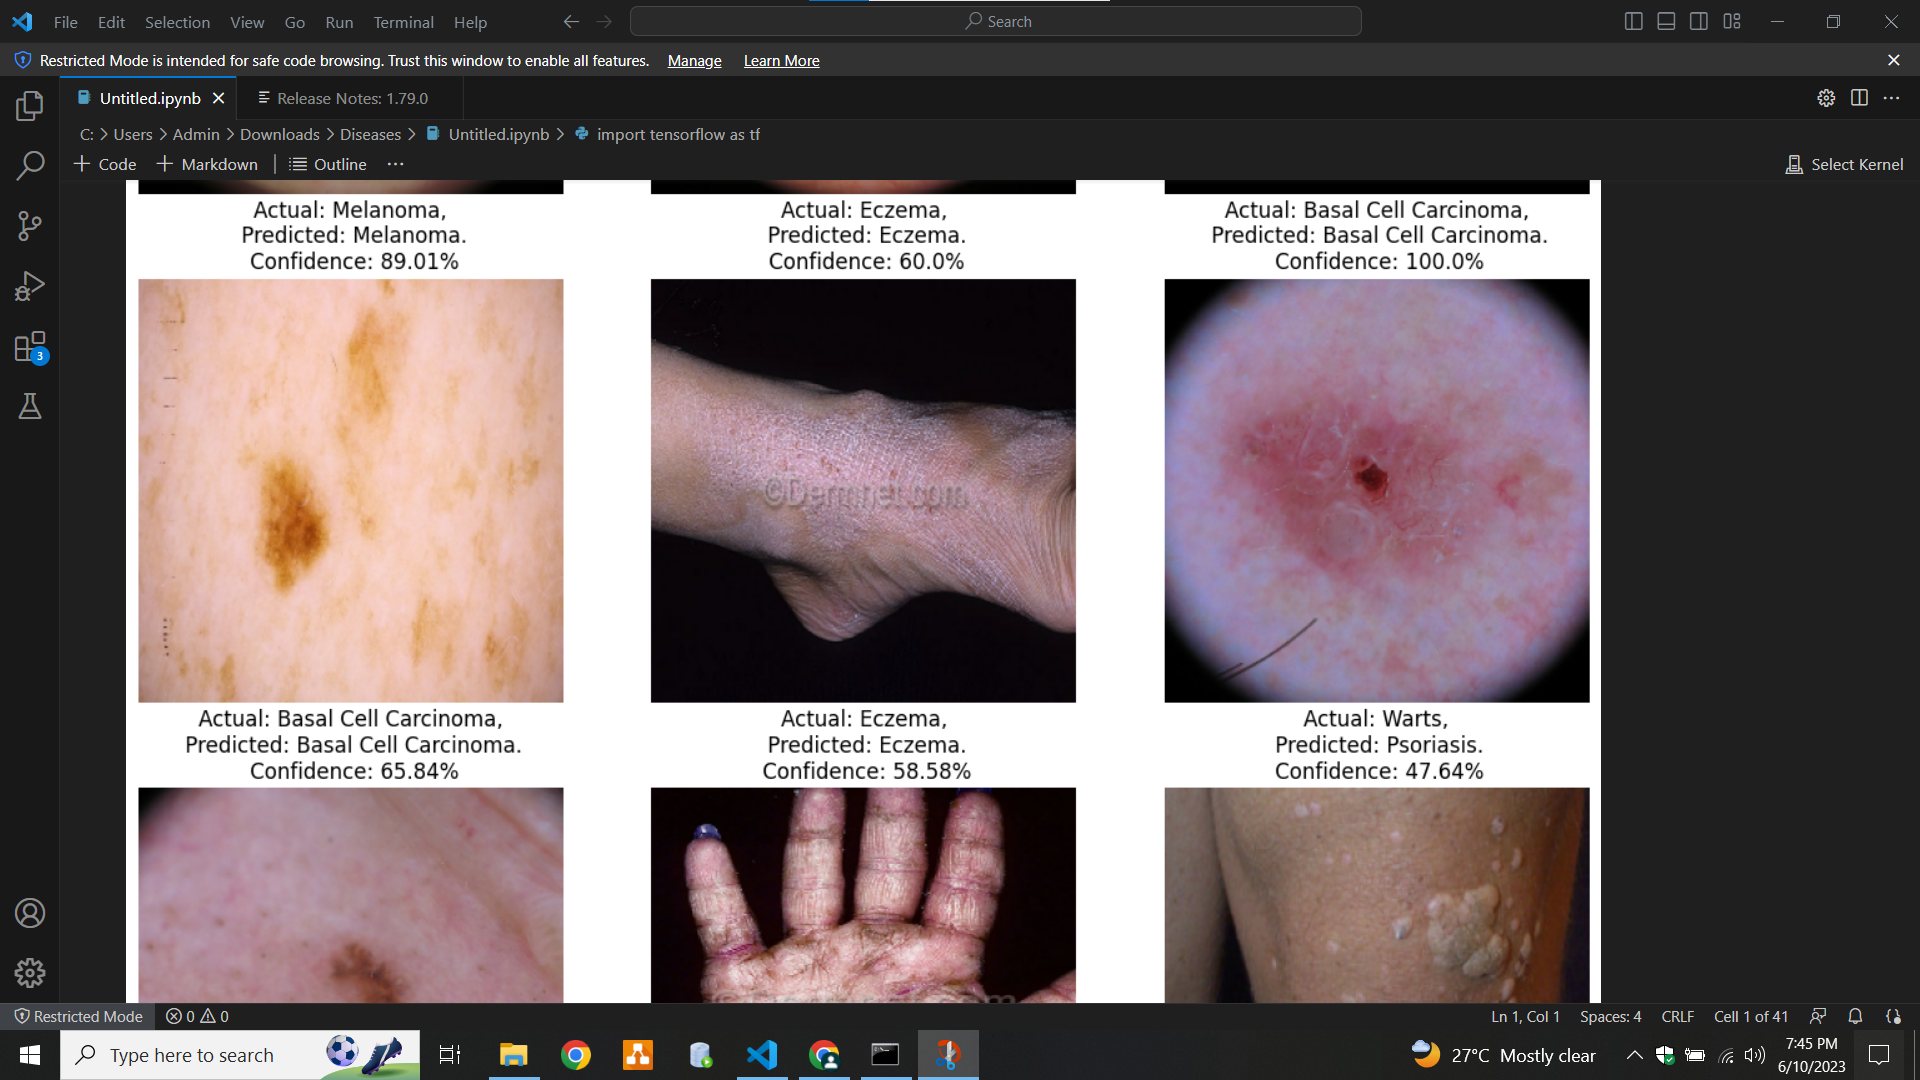 File Edit Selection View Go Run Terminal Help
Search
Restricted Mode is intended for safe code browsing. Trust this window to enable all features. Manage Learn More
Untitled.ipynb
Release Notes: 1.79.0
C: > Users > Admin > Downloads > Diseases > Untitled.ipynb > import tensorflow as tf
+ Code + Markdown Outline ...
Select Kernel
Actual: Melanoma,
Predicted: Melanoma.
Confidence: 89.01%
Actual: Eczema,
Predicted: Eczema.
Confidence: 60.0%
Actual: Basal Cell Carcinoma,
Predicted: Basal Cell Carcinoma.
Confidence: 100.0%
©Dermnet.com
Actual: Basal Cell Carcinoma,
Predicted: Basal Cell Carcinoma.
Confidence: 65.84%
Actual: Eczema,
Predicted: Eczema.
Confidence: 58.58%
Actual: Warts,
Predicted: Psoriasis.
Confidence: 47.64%
3
Restricted Mode
0 0
Ln 1, Col 1
Spaces: 4
CRLF
Cell 1 of 41
Type here to search
27°C Mostly clear
7:45 PM
6/10/2023